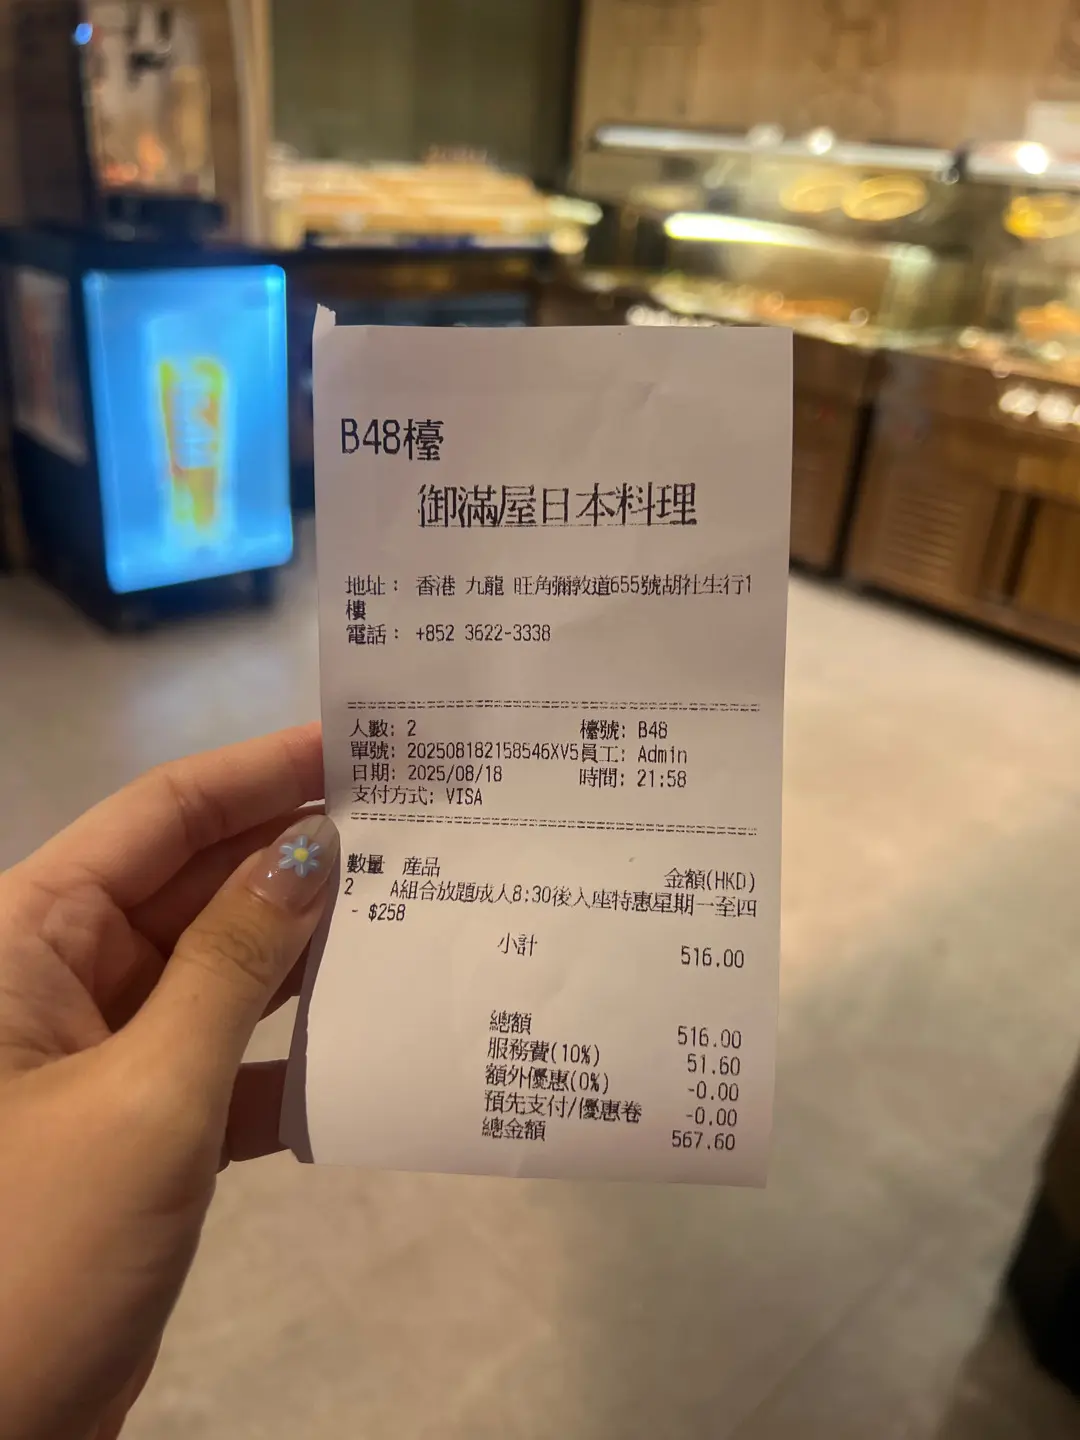 B48檯
御滿屋日本料理
地址： 香港 九龍 旺角彌敦道655號胡社生行1
樓
電話： +852 3622-3338
人數: 2 檯號: B48
單號: 202508182158546XV5 員工: Admin
日期: 2025/08/18 時間: 21:58
支付方式: VISA
數量 產品 金額(HKD)
2 A組合放題成人8:30後入座特惠星期一至四
- $258
小計 516.00
總額 516.00
服務費(10%) 51.60
額外優惠(0%) -0.00
預先支付/優惠卷 -0.00
總金額 567.60